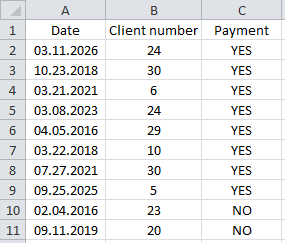 A B C
1 Date Client number Payment
2 03.11.2026 24 YES
3 10.23.2018 30 YES
4 03.21.2021 6 YES
5 03.08.2023 24 YES
6 04.05.2016 29 YES
7 03.22.2018 10 YES
8 07.27.2021 30 YES
9 09.25.2025 5 YES
10 02.04.2016 23 NO
11 09.11.2019 20 NO